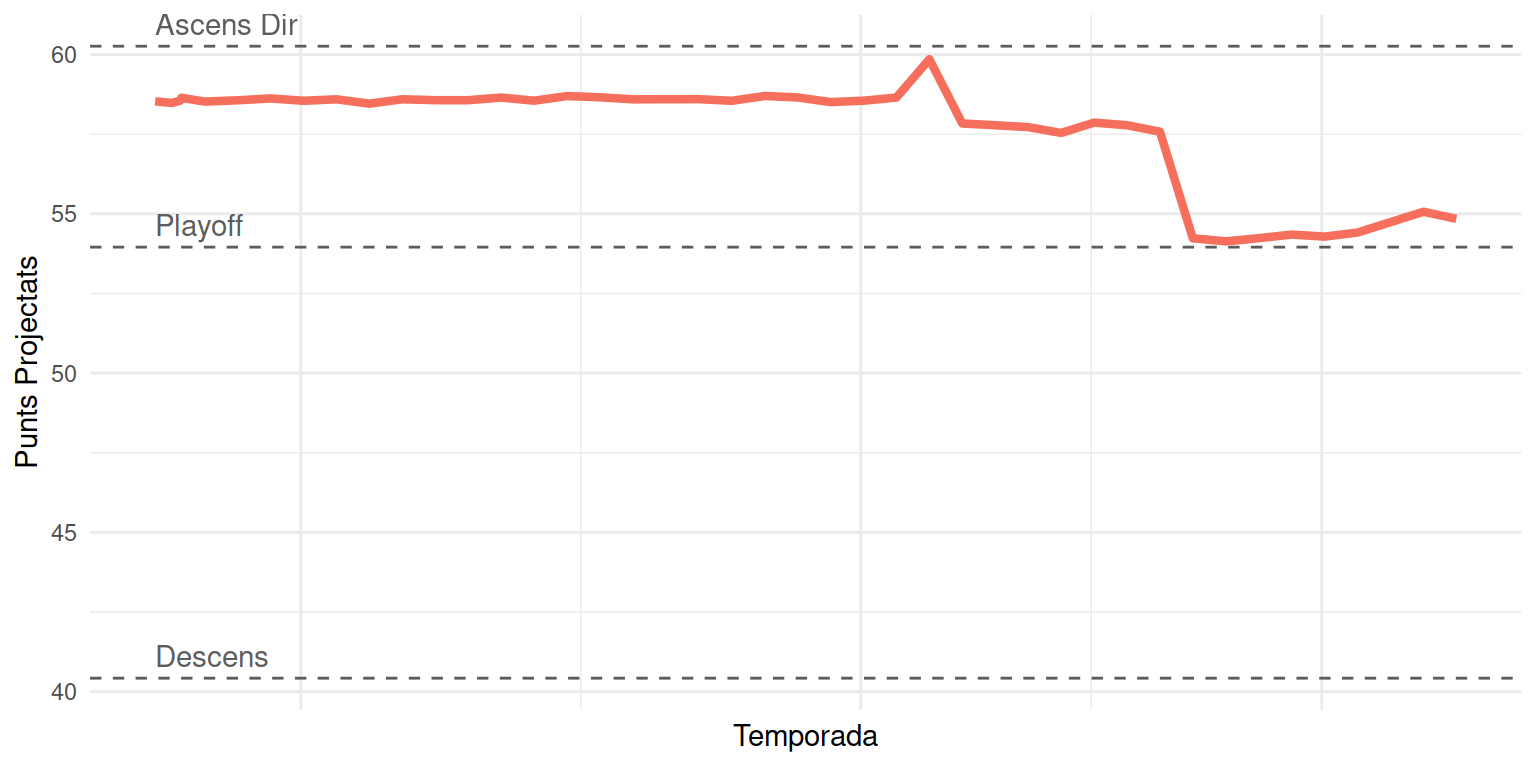 Ascens Dir
60
55
Playoff
50
45
Descens
40
Punts Projectats
Temporada